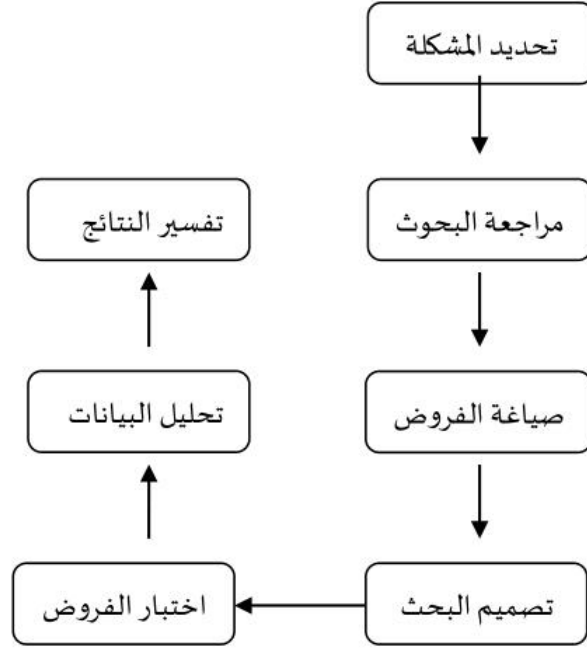 تحديد المشكلة
مراجعة البحوث
صياغة الفروض
تصميم البحث
اختبار الفروض
تحليل البيانات
تفسير النتائج